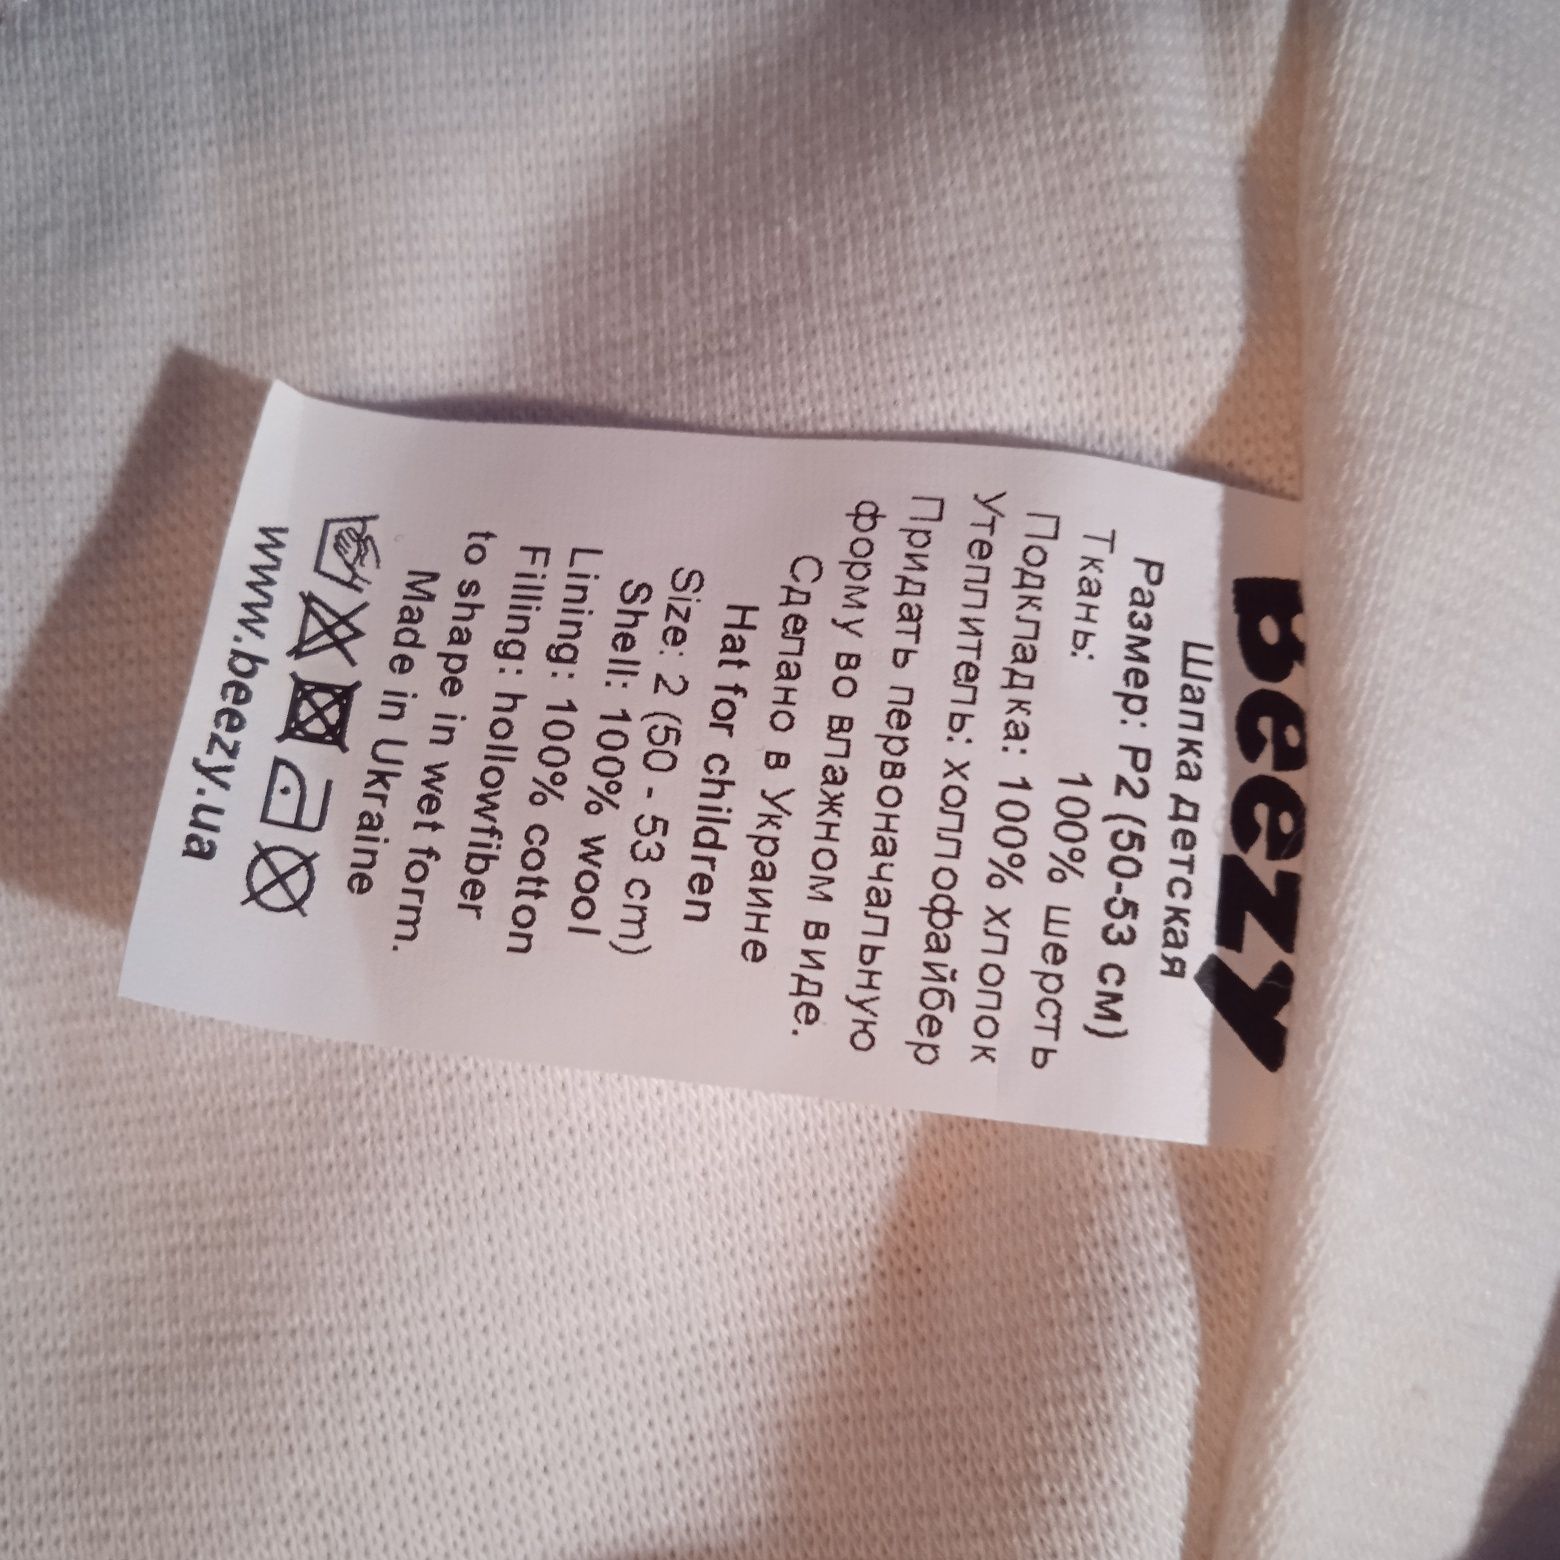 beezy
Шапка детская
Размер: Р2 (50-53 см)
Ткань: 100% шерсть
Подкладка: 100% хлопок
Утеплитель: холлофайбер
Придать первоначальную
форму во влажном виде.
Сделано в Украине
Hat for children
Size: 2 (50 - 53 cm)
Shell: 100% wool
Lining: 100% cotton
Filling: hollowfiber
to shape in wet form.
Made in Ukraine
www.beezy.ua